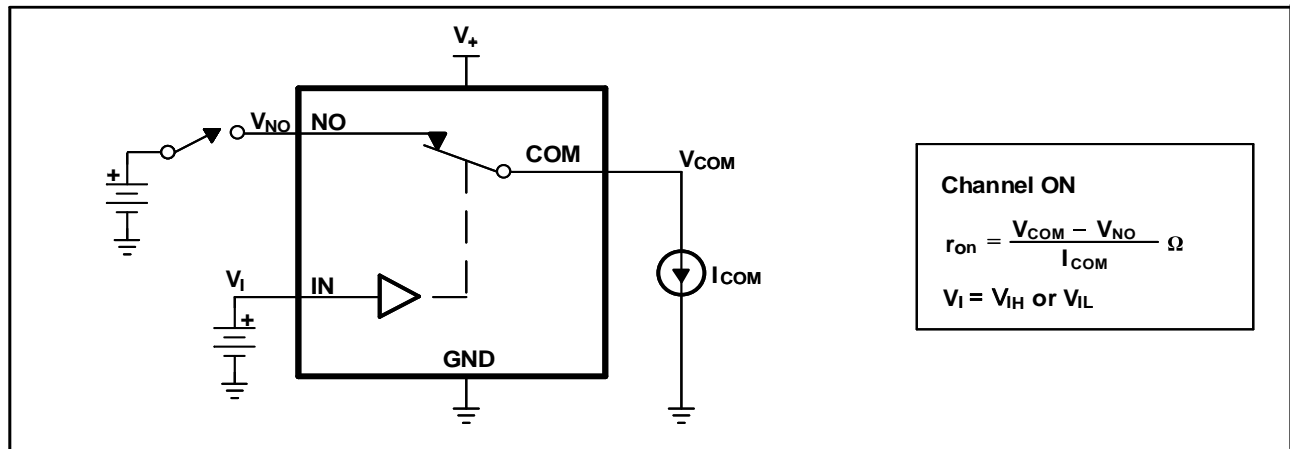 V+
VNO NO
COM
VCOM
+
ICOM
VI IN
+
GND
Channel ON
ron = VCOM – VNO / ICOM Ω
VI = VIH or VIL